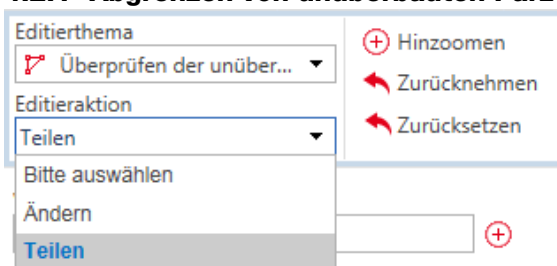 Editierthema
Überprüfen der unüber...
Editieraktion
Teilen
Bitte auswählen
Ändern
Teilen
Hinzoomen
Zurücknehmen
Zurücksetzen